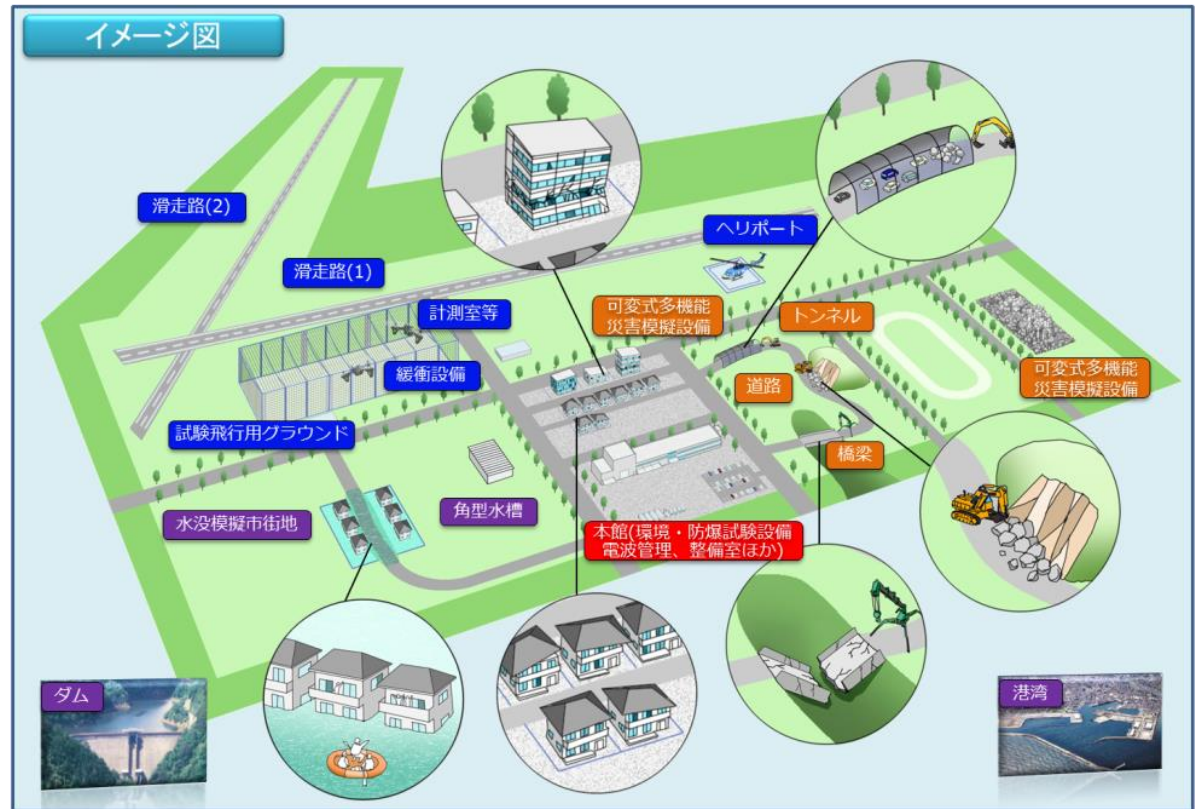 イメージ図
滑走路(2)
ヘリポート
滑走路(1)
計測室等
可変式多機能
災害模擬設備
トンネル
緩衝設備
道路
可変式多機能
災害模擬設備
試験飛行用グラウンド
橋梁
水没模擬市街地
角型水槽
本館(環境・防爆試験設備
電波管理、整備室ほか)
ダム
港湾